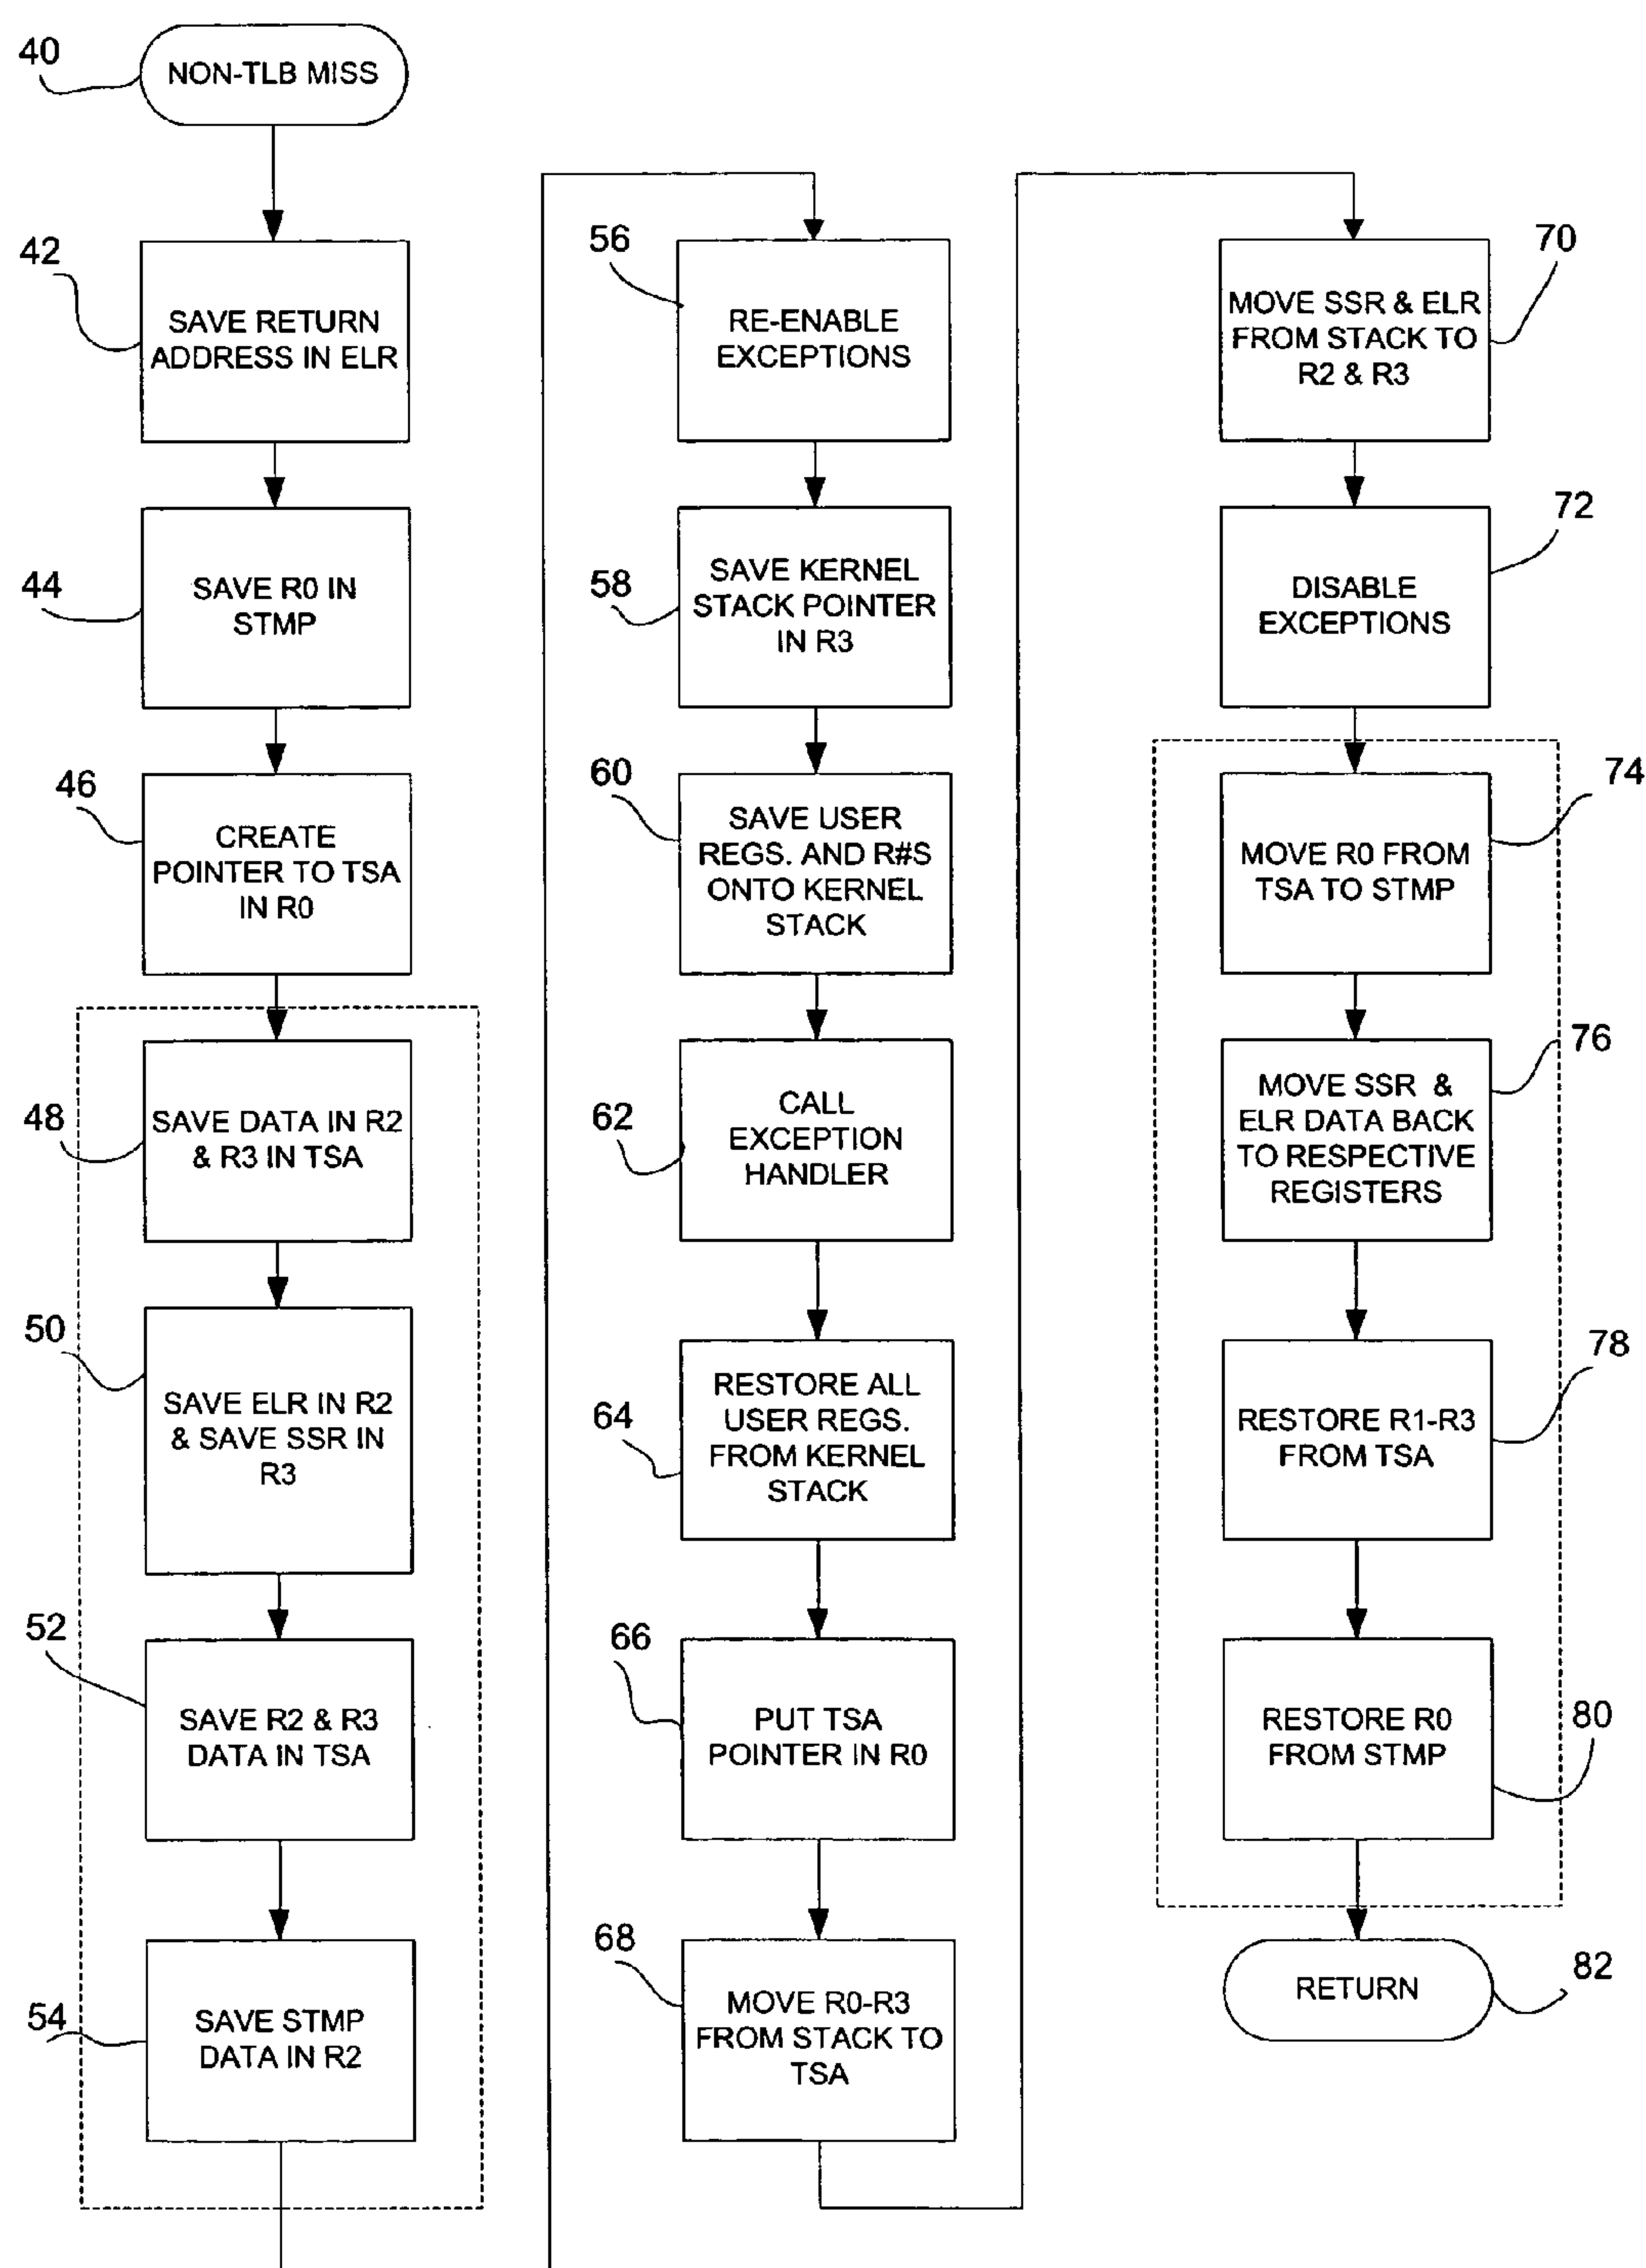 40
NON-TLB MISS
42
SAVE RETURN
ADDRESS IN ELR
44
SAVE R0 IN
STMP
46
CREATE
POINTER TO TSA
IN R0
48
SAVE DATA IN R2
& R3 IN TSA
50
SAVE ELR IN R2
& SAVE SSR IN
R3
52
SAVE R2 & R3
DATA IN TSA
54
SAVE STMP
DATA IN R2
56
RE-ENABLE
EXCEPTIONS
58
SAVE KERNEL
STACK POINTER
IN R3
60
SAVE USER
REGS. AND R#S
ONTO KERNEL
STACK
62
CALL
EXCEPTION
HANDLER
64
RESTORE ALL
USER REGS.
FROM KERNEL
STACK
66
PUT TSA
POINTER IN R0
68
MOVE R0-R3
FROM STACK TO
TSA
70
MOVE SSR & ELR
FROM STACK TO
R2 & R3
72
DISABLE
EXCEPTIONS
74
MOVE R0 FROM
TSA TO STMP
76
MOVE SSR &
ELR DATA BACK
TO RESPECTIVE
REGISTERS
78
RESTORE R1-R3
FROM TSA
80
RESTORE R0
FROM STMP
82
RETURN